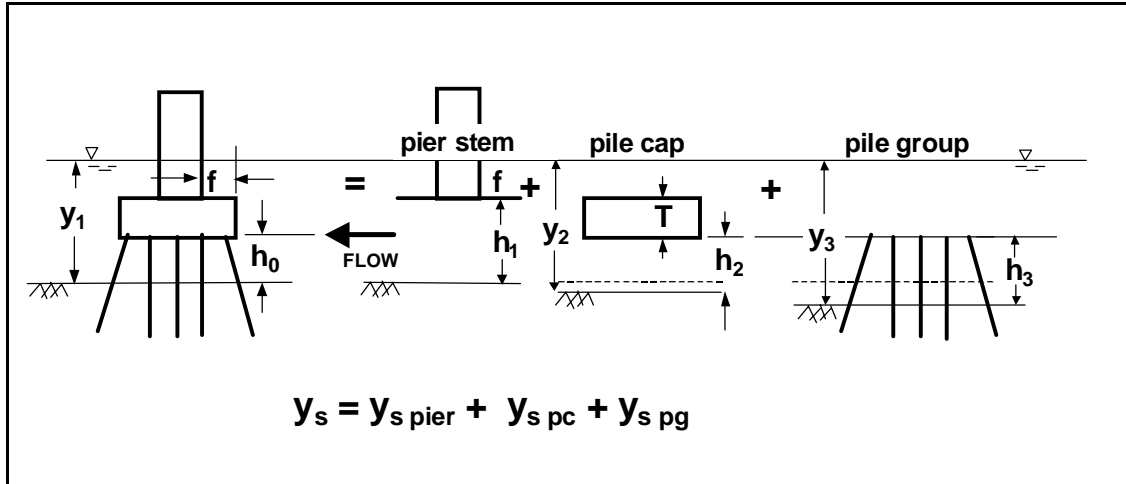 pier stem pile cap pile group
f = f + T +
y₁ h₀ FLOW h₁ y₂ h₂ y₃ h₃
yₛ = yₛ pier + yₛ pc + yₛ pg